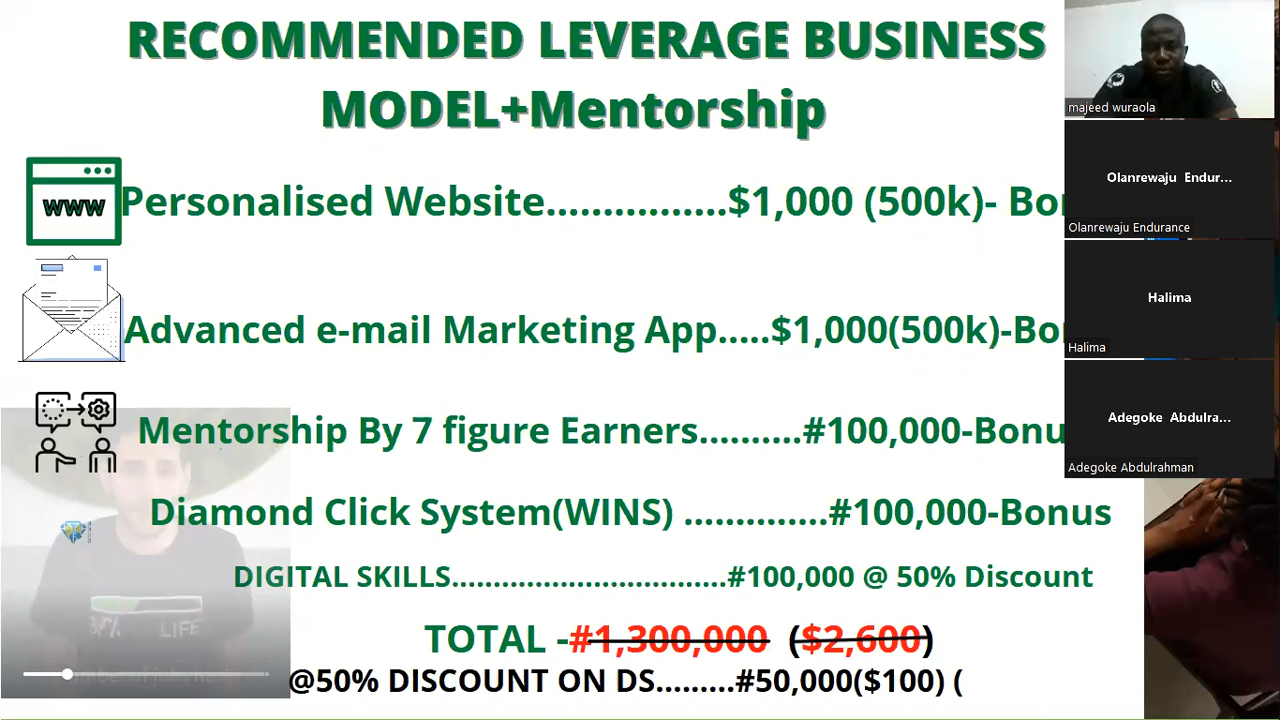 RECOMMENDED LEVERAGE BUSINESS
MODEL+Mentorship
majeed wuraola
WWW
Personalised Website................$1,000 (500k)- Bon
Olanrewaju Endur...
Olanrewaju Endurance
Advanced e-mail Marketing App.....$1,000(500k)-Bon
Halima
Halima
Mentorship By 7 figure Earners..........#100,000-Bonu
Adegoke Abdulra...
Adegoke Abdulrahman
Diamond Click System(WINS) ..............#100,000-Bonus
DIGITAL SKILLS.................................#100,000 @ 50% Discount
LIFE
TOTAL -#1,300,000 ($2,600)
@50% DISCOUNT ON DS.........#50,000($100) (